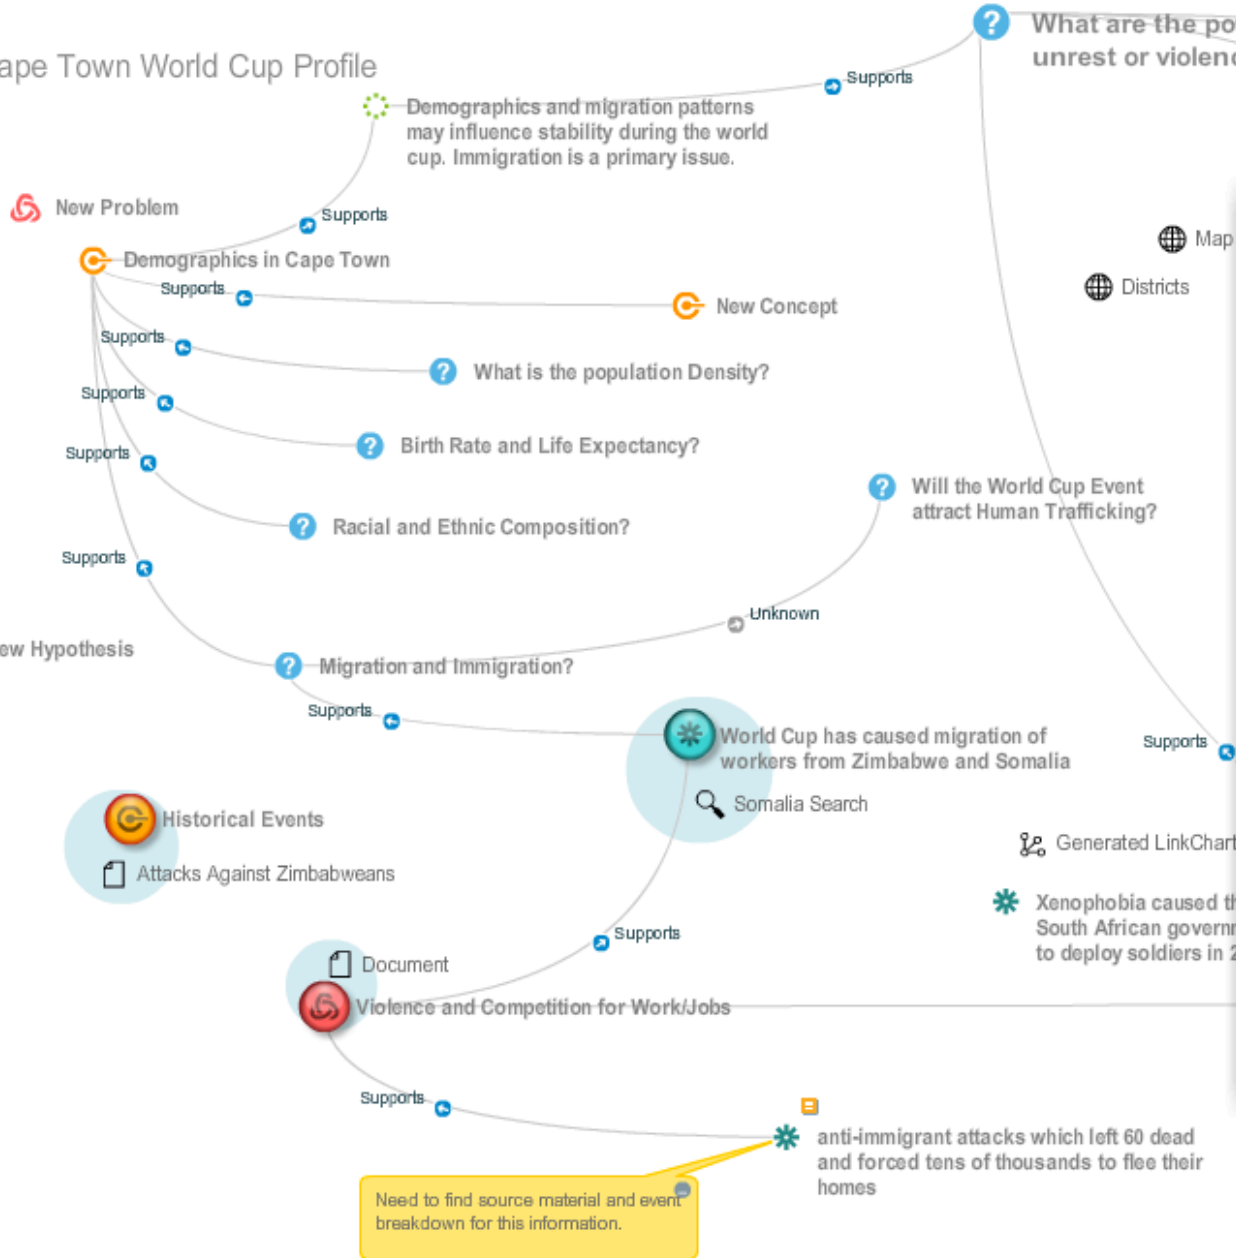 What are the
unrest or
Town World Cup Profile
Supports
Demographics and migration patterns
may influence stability during the world
cup. Immigration is a primary issue.
New Problem
Supports
Map
Demographics in Cape Town
Supports
Districts
New Concept
Supports
What is the population Density?
Supports
Birth Rate and Life Expectancy?
Supports
Will the World Cup Event
attract Human Trafficking?
Racial and Ethnic Composition?
Supports
Unknown
Hypothesis
Migration and Immigration?
Supports
World Cup has caused migration of
workers from Zimbabwe and Somalia
Supports
Somalia Search
Historical Events
Generated LinkChart
Attacks Against Zimbabweans
Xenophobia caused
South African
to deploy soldiers in
Supports
Document
Violence and Competition for Work/Jobs
Supports
anti-immigrant attacks which left 60 dead
and forced tens of thousands to flee their
homes
Need to find source material and event
breakdown for this information.